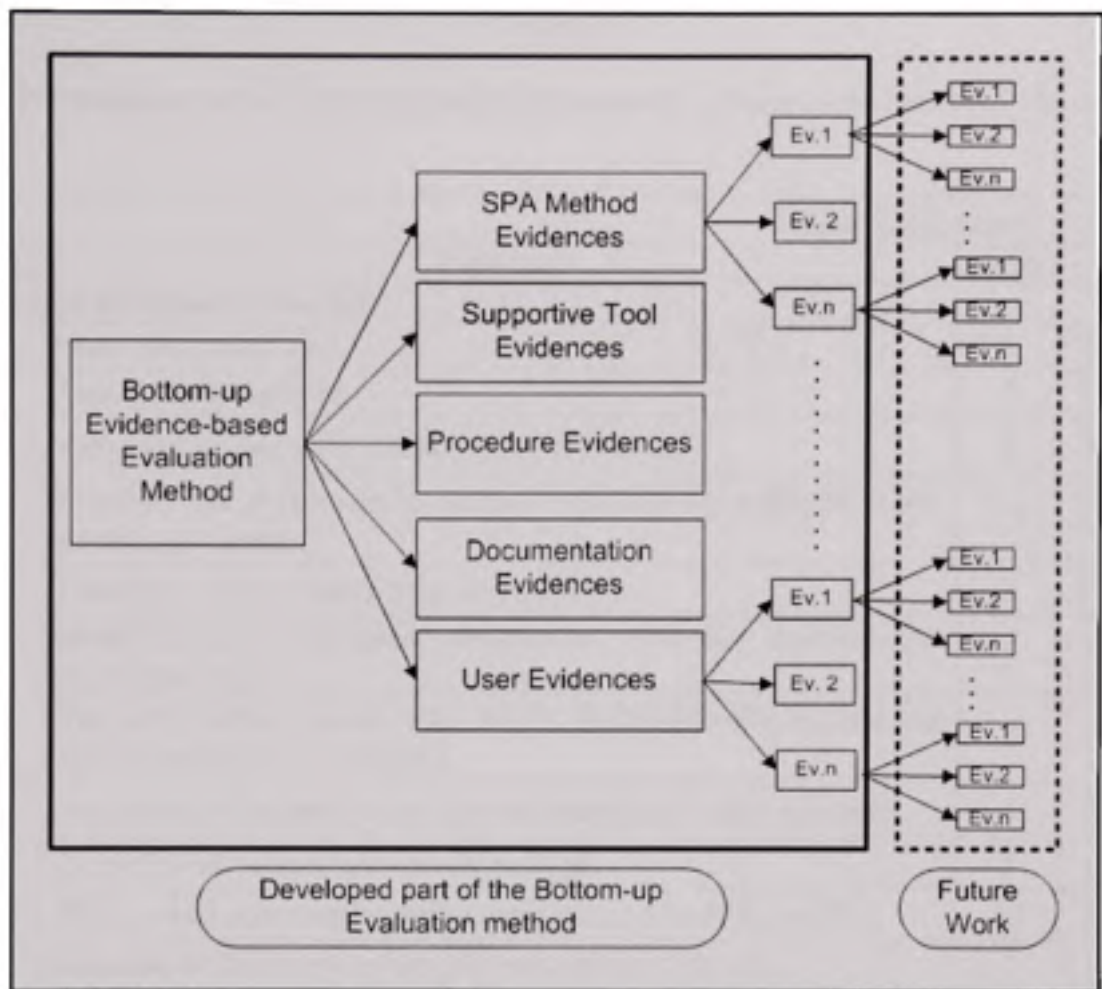 Bottom-up
Evidence-based
Evaluation
Method
SPA Method
Evidences
Supportive Tool
Evidences
Procedure Evidences
Documentation
Evidences
User Evidences
Ev.1
Ev. 2
Ev.n
Ev.1
Ev. 2
Ev.n
Ev.1
Ev.2
Ev.n
Ev.1
Ev.2
Ev.n
Ev.1
Ev.2
Ev.n
Ev.1
Ev.2
Ev.n
Developed part of the Bottom-up
Evaluation method
Future
Work